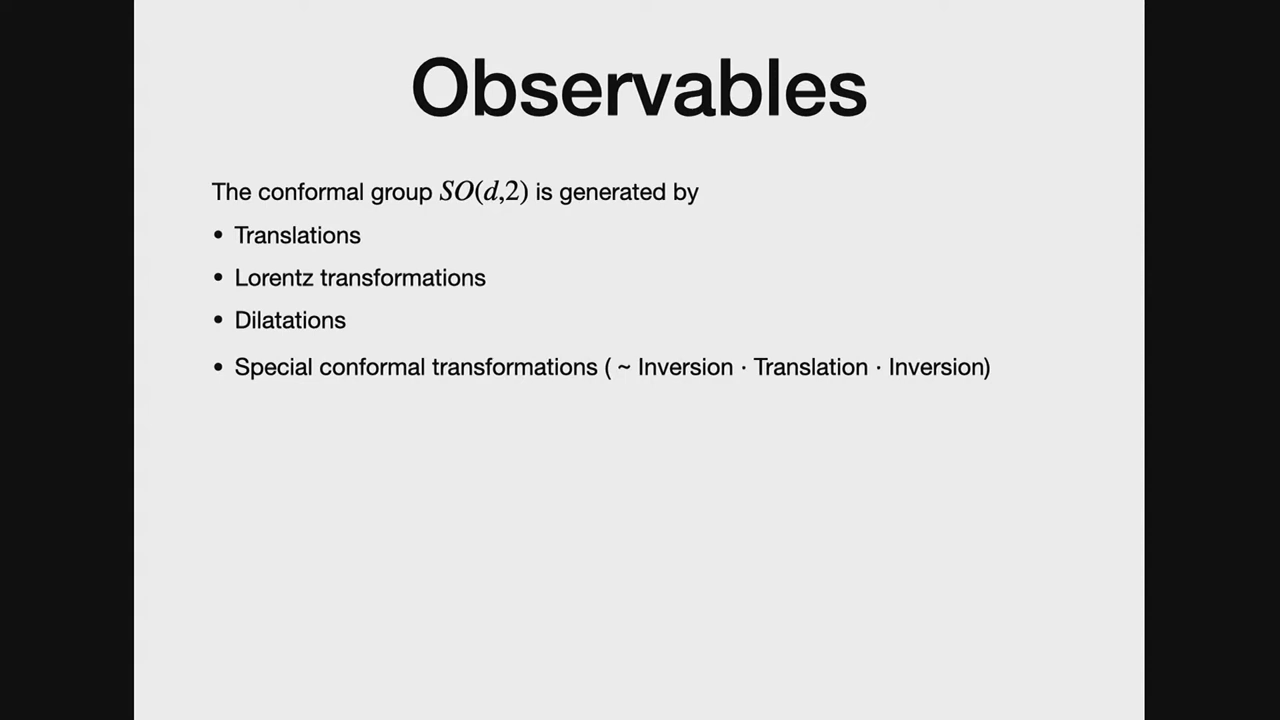 Observables
The conformal group SO(d,2) is generated by
• Translations
• Lorentz transformations
• Dilatations
• Special conformal transformations ( ~ Inversion · Translation · Inversion)